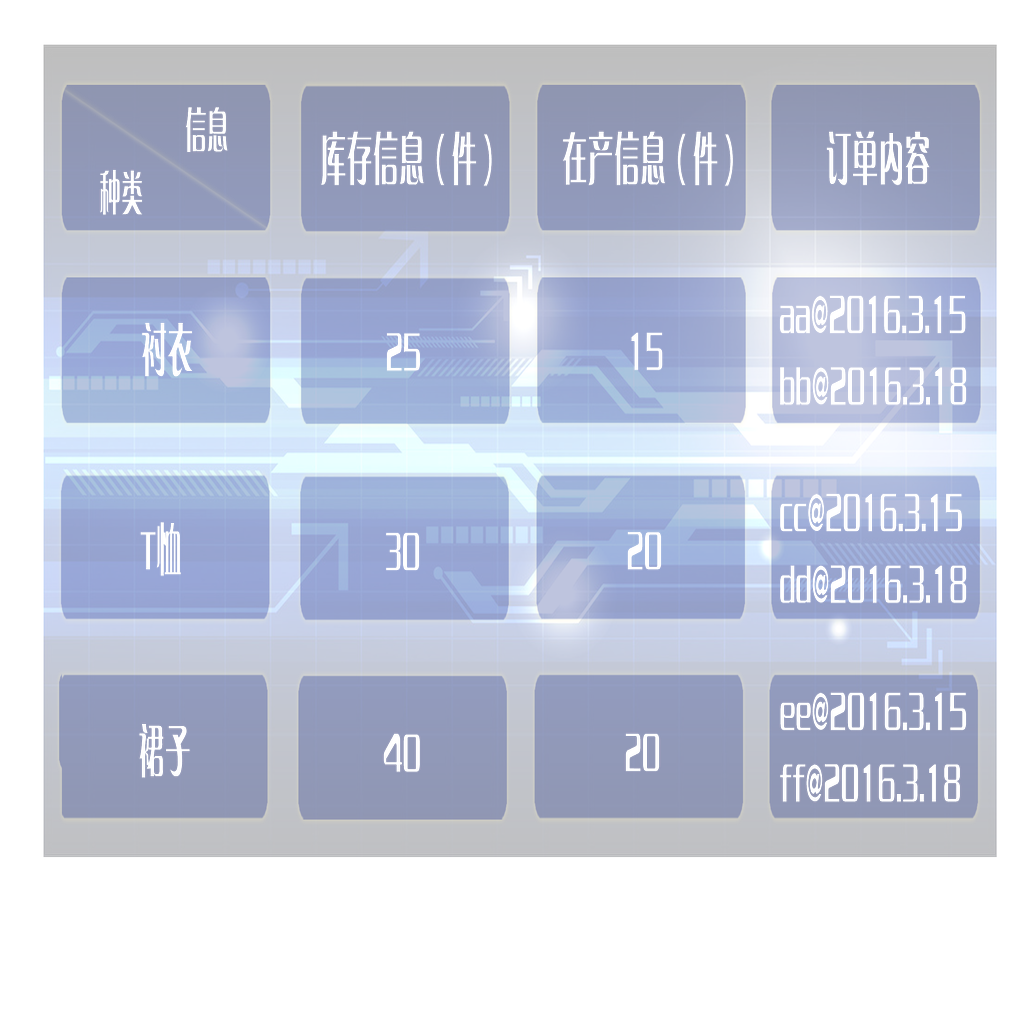 信息
种类
库存信息(件)
在产信息(件)
订单内容
衬衣
25
15
aa@2016.3.15
bb@2016.3.18
T恤
30
20
cc@2016.3.15
dd@2016.3.18
裙子
40
20
ee@2016.3.15
ff@2016.3.18